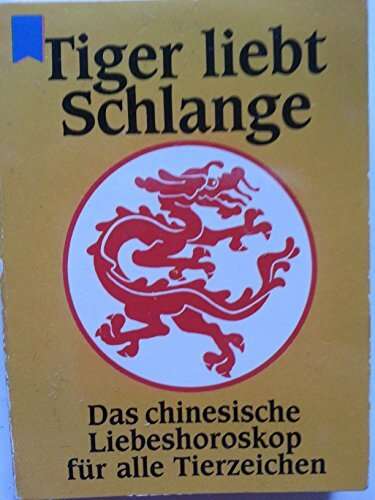 Tiger liebt
Schlange
Das chinesische
Liebeshoroskop
für alle Tierzeichen